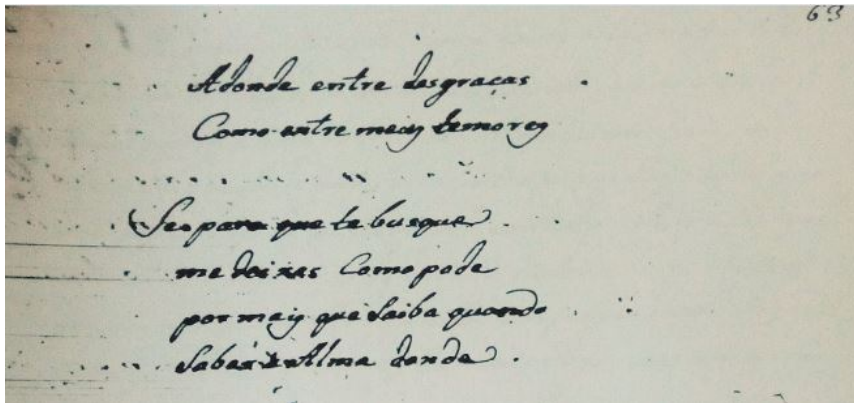 63
Adonde entre desgraças
Como entre meus temores
Se para que te busque
me deixas Como pode
por mais que saiba quando
saber a Alma donde